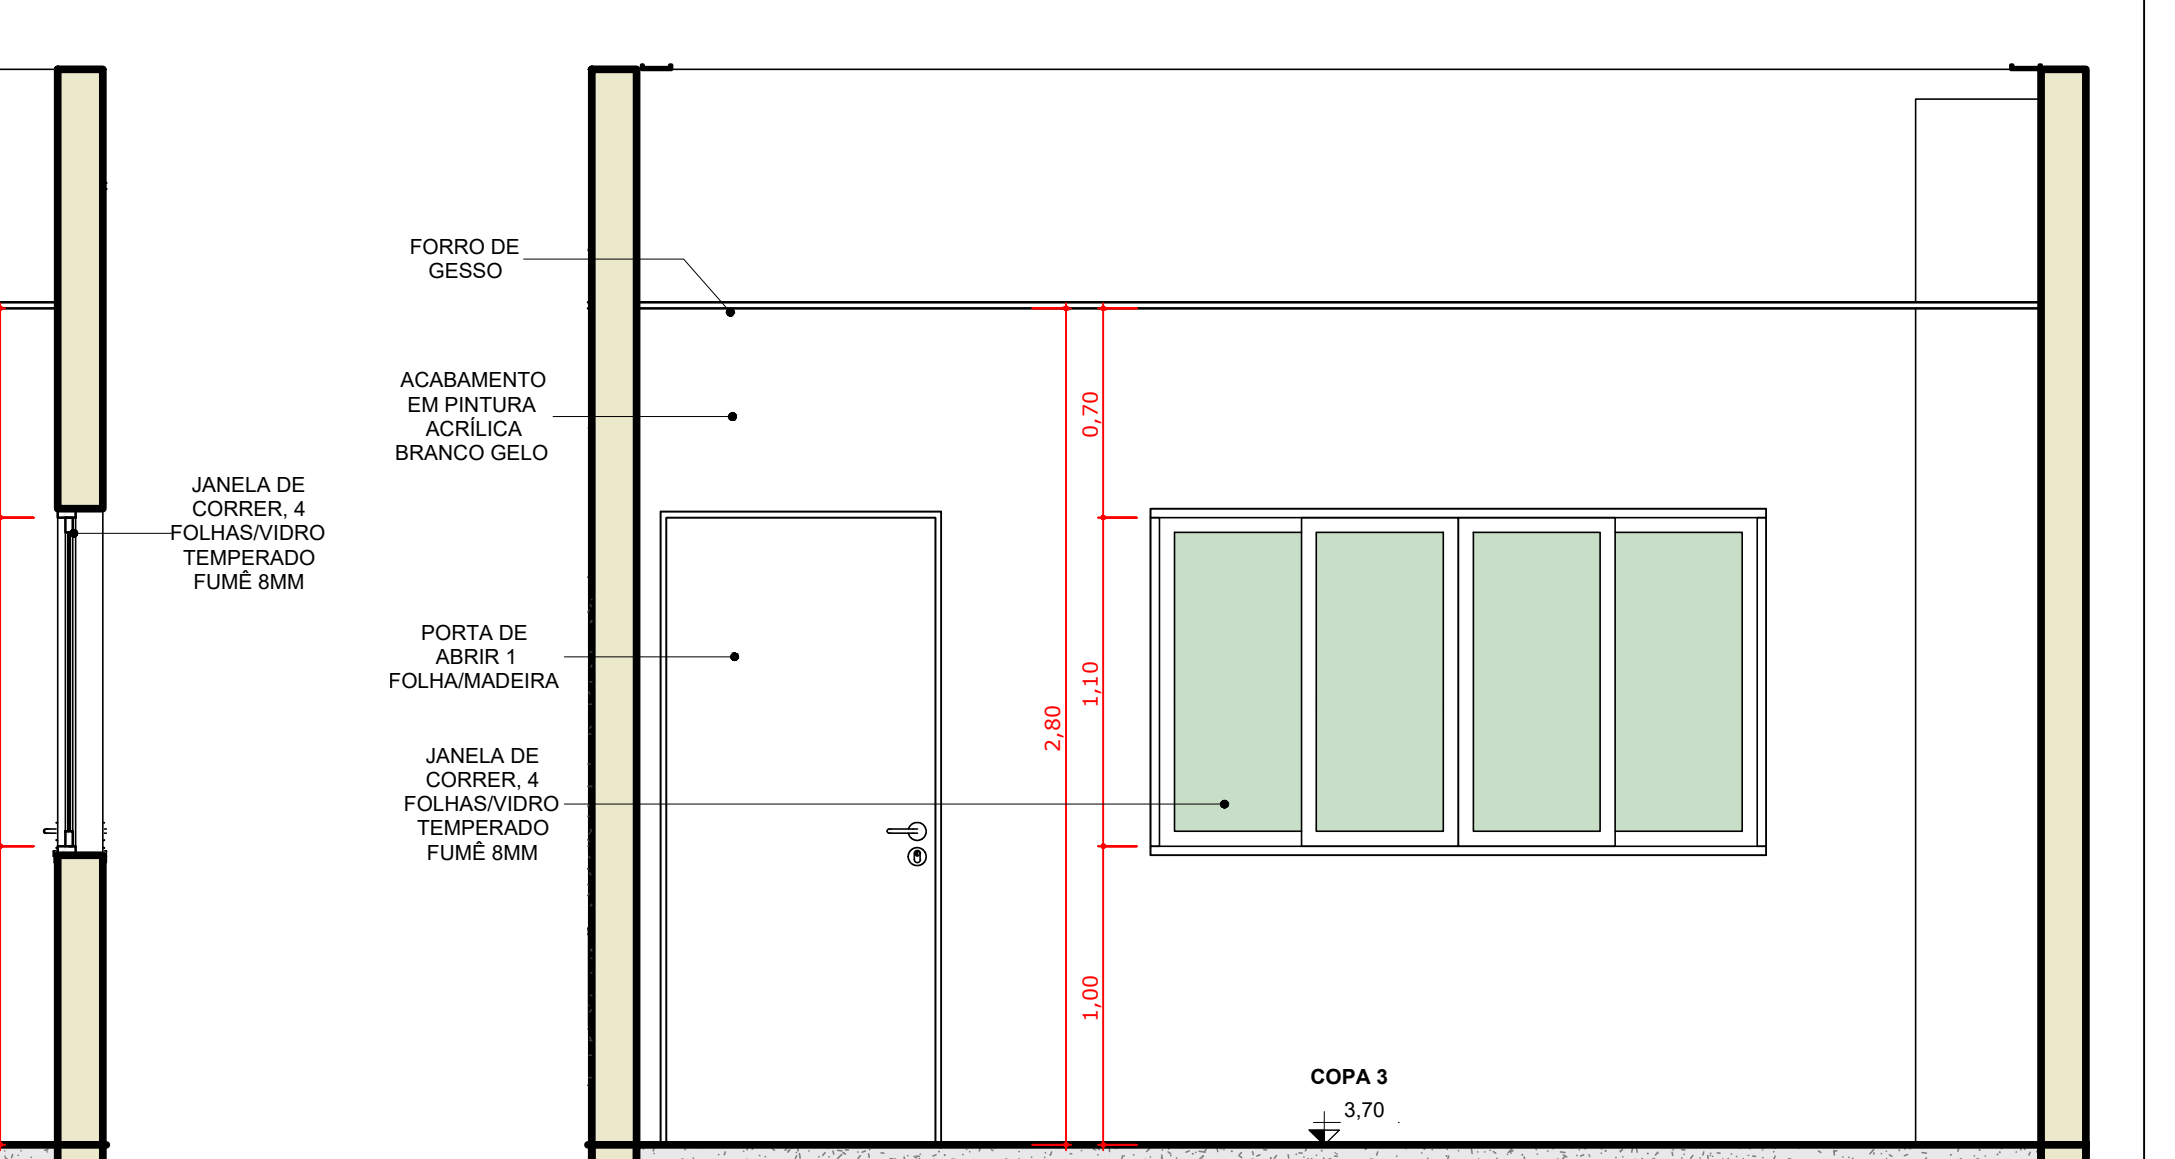 FORRO DE
GESSO
ACABAMENTO
EM PINTURA
ACRÍLICA
BRANCO GELO
JANELA DE
CORRER, 4
FOLHAS/VIDRO
TEMPERADO
FUMÊ 8MM
PORTA DE
ABRIR 1
FOLHA/MADEIRA
JANELA DE
CORRER, 4
FOLHAS/VIDRO
TEMPERADO
FUMÊ 8MM
2,80
0,70
1,10
1,00
COPA 3
3,70